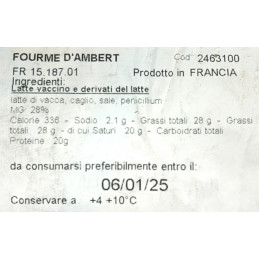 FOURME D'AMBERT Cod: 2463100
FR 15.187.01 Prodotto in FRANCIA
Ingredienti:
Latte vaccino e derivati del latte
latte di vacca, caglio, sale, penicillium
MG: 28%
Calorie 336 - Sodio 2,1 g - Grassi totali 28 g - Grassi
totali 28 g - di cui Saturi 20 g - Carboidrati totali
Proteine 20g
da consumarsi preferibilmente entro il:
06/01/25
Conservare a +4 +10°C